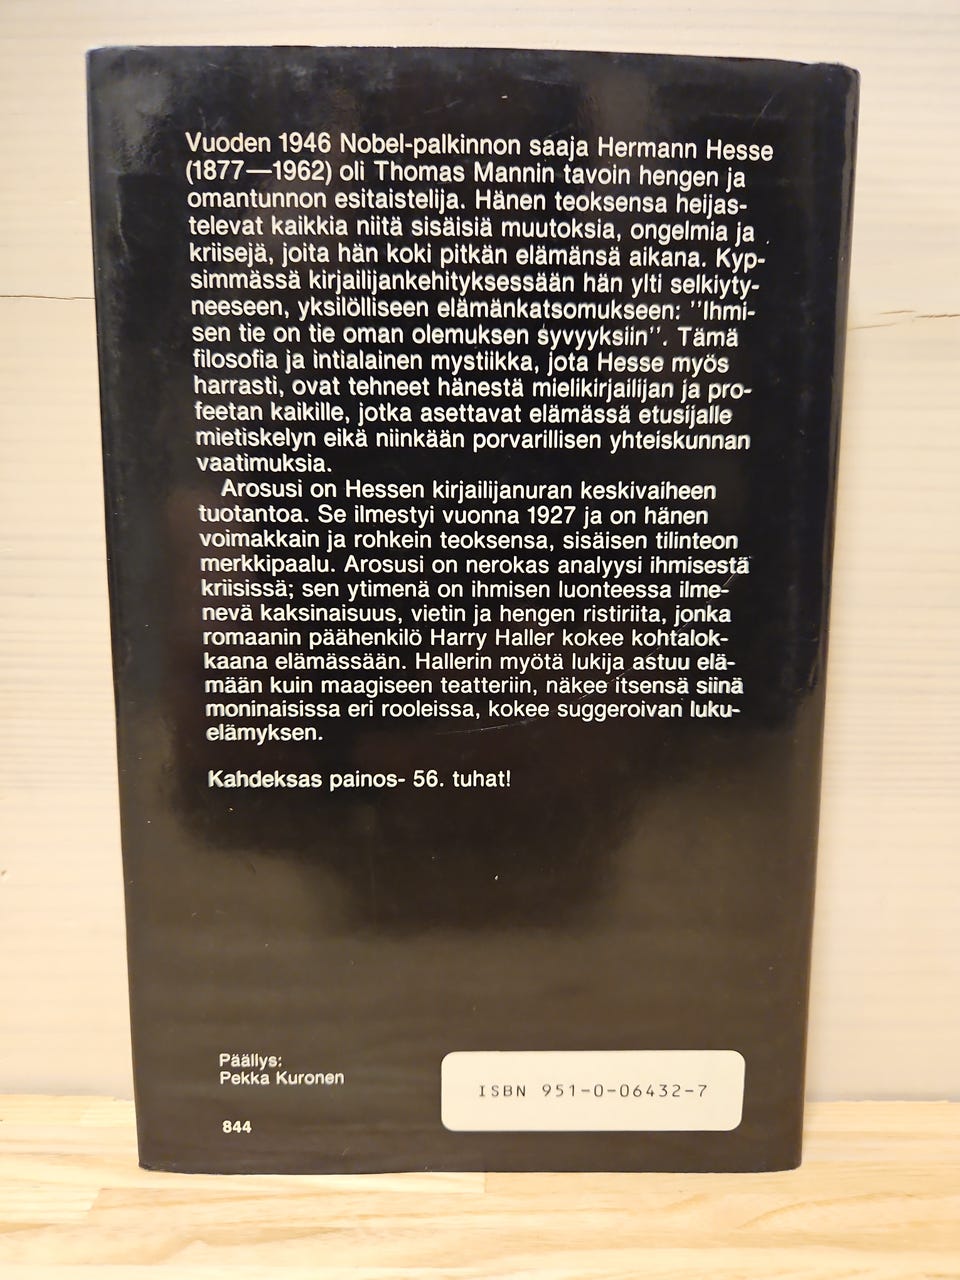 Vuoden 1946 Nobel-palkinnon saaja Hermann Hesse
(1877—1962) oli Thomas Mannin tavoin hengen ja
omantunnon esitaistelija. Hänen teoksensa heijas-
televat kaikkia niitä sisäisiä muutoksia, ongelmia ja
kriisejä, joita hän koki pitkän elämänsä aikana. Kyp-
simmässä kirjailijankehityksessään hän ylti selkiyty-
neeseen, yksilölliseen elämänkatsomukseen: ''Ihmi-
sen tie on tie oman olemuksen syvyyksiin''. Tämä
filosofia ja intialainen mystiikka, jota Hesse myös
harrasti, ovat tehneet hänestä mielikirjailijan ja pro-
feetan kaikille, jotka asettavat elämässä etusijalle
mietiskelyn eikä niinkään porvarillisen yhteiskunnan
vaatimuksia.
Arosusi on Hessen kirjailijanuran keskivaiheen
tuotantoa. Se ilmestyi vuonna 1927 ja on hänen
voimakkain ja rohkein teoksensa, sisäisen tilinteon
merkkipaalu. Arosusi on nerokas analyysi ihmisestä
kriisissä; sen ytimenä on ihmisen luonteessa ilme-
nevä kaksinaisuus, vietin ja hengen ristiriita, jonka
romaanin päähenkilö Harry Haller kokee kohtalok-
kaana elämässään. Hallerin myötä lukija astuu elä-
mään kuin maagiseen teatteriin, näkee itsensä siinä
moninaisissa eri rooleissa, kokee suggeroivan luku-
elämyksen.
Kahdeksas painos- 56. tuhat!
Päällys:
Pekka Kuronen
844
ISBN 951-0-06432-7